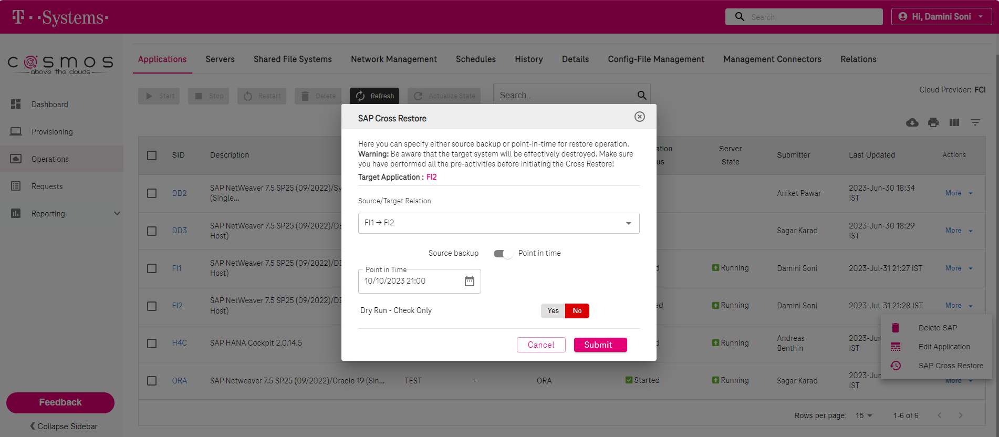 T · · Systems ·
Search
Hi, Damini Soni
cosmos
above the clouds
Dashboard
Provisioning
Operations
Requests
Reporting
Feedback
Collapse Sidebar
Applications Servers Shared File Systems Network Management Schedules History Details Config-File Management Management Connectors Relations
Start Stop Restart Delete Refresh Actualize State Search..
Cloud Provider: FCI
SID Description Server State Submitter Last Updated Actions
DD2 SAP NetWeaver 7.5 SP25 (09/2022)/Sy
(Single...
Aniket Pawar 2023-Jun-30 18:34 IST More
DD3 SAP NetWeaver 7.5 SP25 (09/2022)/DE
Host)
Sagar Karad 2023-Jun-30 18:29 IST More
FI1 SAP NetWeaver 7.5 SP25 (09/2022)/DE
Host)
Running Damini Soni 2023-Jul-31 21:27 IST More
FI2 SAP NetWeaver 7.5 SP25 (09/2022)/DE
Host)
Running Damini Soni 2023-Jul-31 21:28 IST More
H4C SAP HANA Cockpit 2.0.14.5
Running Andreas Benthin 2023-Jur
IST
ORA SAP Netweaver 7.5 SP25 (09/2022)/Oracle 19 (Sin... TEST - ORA Started Running Sagar Karad 2023-Jur
IST More
Rows per page: 15 1-6 of 6
SAP Cross Restore
Here you can specify either source backup or point-in-time for restore operation.
Warning: Be aware that the target system will be effectively destroyed. Make sure
you have performed all the pre-activities before initiating the Cross Restore!
Target Application : FI2
Source/Target Relation
FI1 → FI2
Source backup Point in time
Point in Time
10/10/2023 21:00
Dry Run - Check Only Yes No
Cancel Submit
Delete SAP
Edit Application
SAP Cross Restore